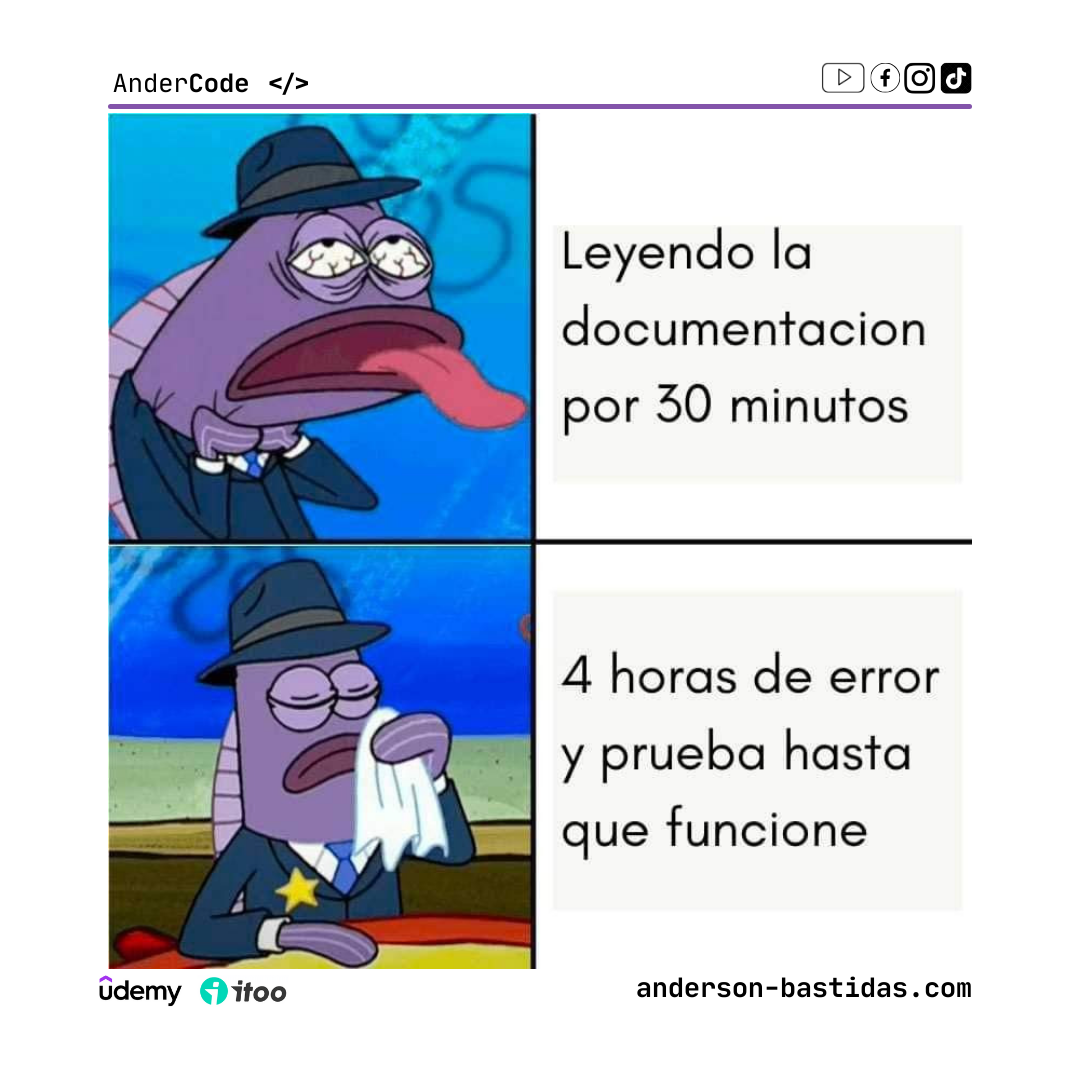 AnderCode </>
Leyendo la
documentacion
por 30 minutos
4 horas de error
y prueba hasta
que funcione
ûdemy itoo
anderson-bastidas.com